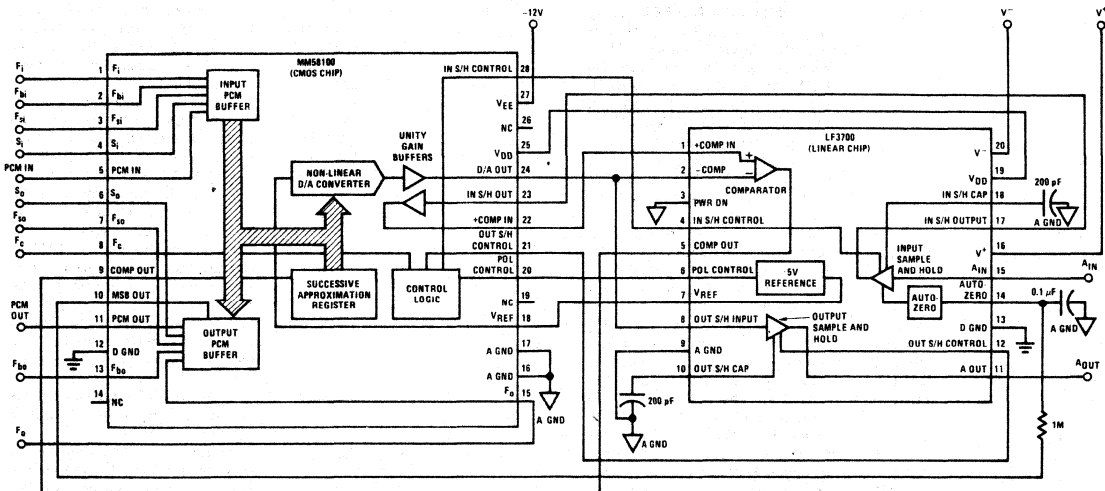 -12V
V−
V+
MM58100
(CMOS CHIP)
Fi
1
Fi
Fbi
2
Fbi
Fsi
3
Fsi
Si
4
Si
PCM IN
5
PCM IN
So
6
So
Fso
7
Fso
Fc
8
Fc
9
COMP OUT
10
MSB OUT
PCM
OUT
11
PCM OUT
12
D GND
Fbo
13
Fbo
14
NC
Fo
INPUT
PCM
BUFFER
NON-LINEAR
D/A CONVERTER
UNITY
GAIN
BUFFERS
SUCCESSIVE
APPROXIMATION
REGISTER
CONTROL
LOGIC
OUTPUT
PCM
BUFFER
IN S/H CONTROL
28
VEE
27
NC
26
VDD
25
D/A OUT
24
IN S/H OUT
23
+COMP IN
22
OUT S/H
CONTROL
21
POL
CONTROL
20
NC
19
VREF
18
A GND
17
A GND
16
Fo
15
A GND
LF3700
(LINEAR CHIP)
1
+COMP IN
+
2
−COMP
−
COMPARATOR
3
PWR DN
4
IN S/H CONTROL
5
COMP OUT
6
POL CONTROL
7
VREF
5V
REFERENCE
8
OUT S/H INPUT
OUTPUT
SAMPLE AND
HOLD
9
A GND
10
OUT S/H CAP
200 pF
A GND
V−
20
VDD
19
IN S/H CAP
18
200 pF
A GND
IN S/H OUTPUT
17
INPUT
SAMPLE
AND HOLD
V+
16
AIN
15
AIN
AUTO-
ZERO
14
AUTO-
ZERO
0.1 μF
A GND
D GND
13
OUT S/H CONTROL
12
A OUT
11
AOUT
1M